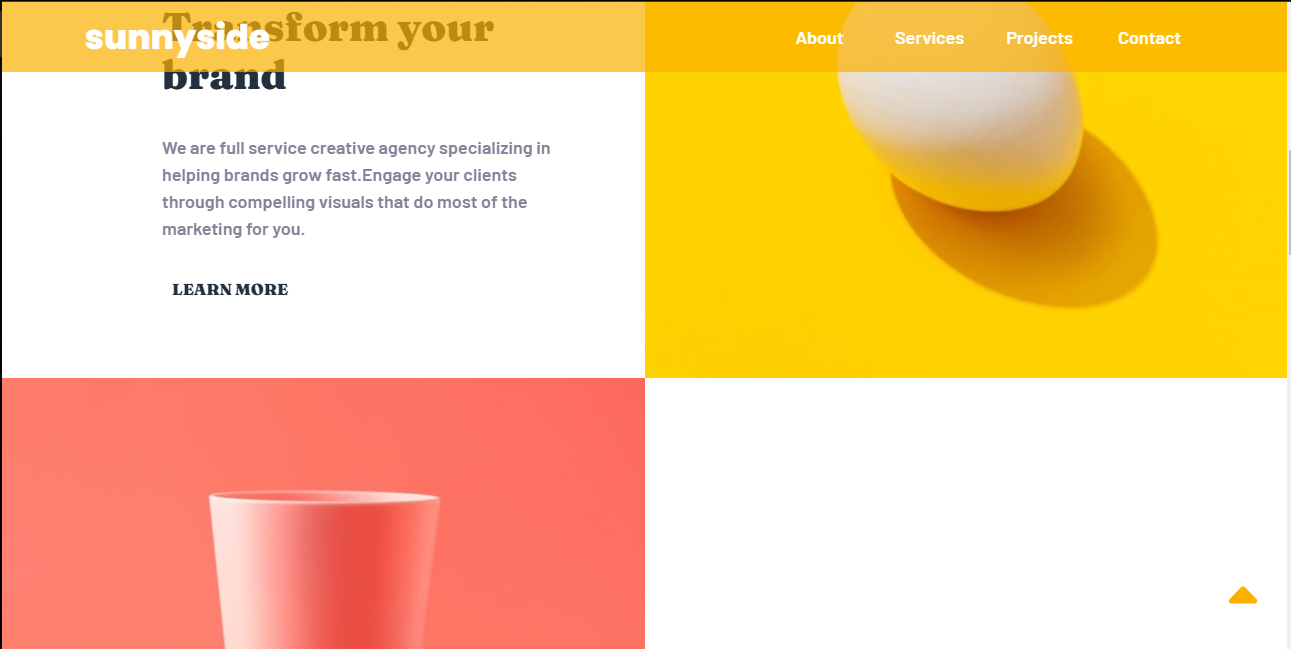 sunnyside
About Services Projects Contact
Transform your
brand
We are full service creative agency specializing in
helping brands grow fast.Engage your clients
through compelling visuals that do most of the
marketing for you.
LEARN MORE